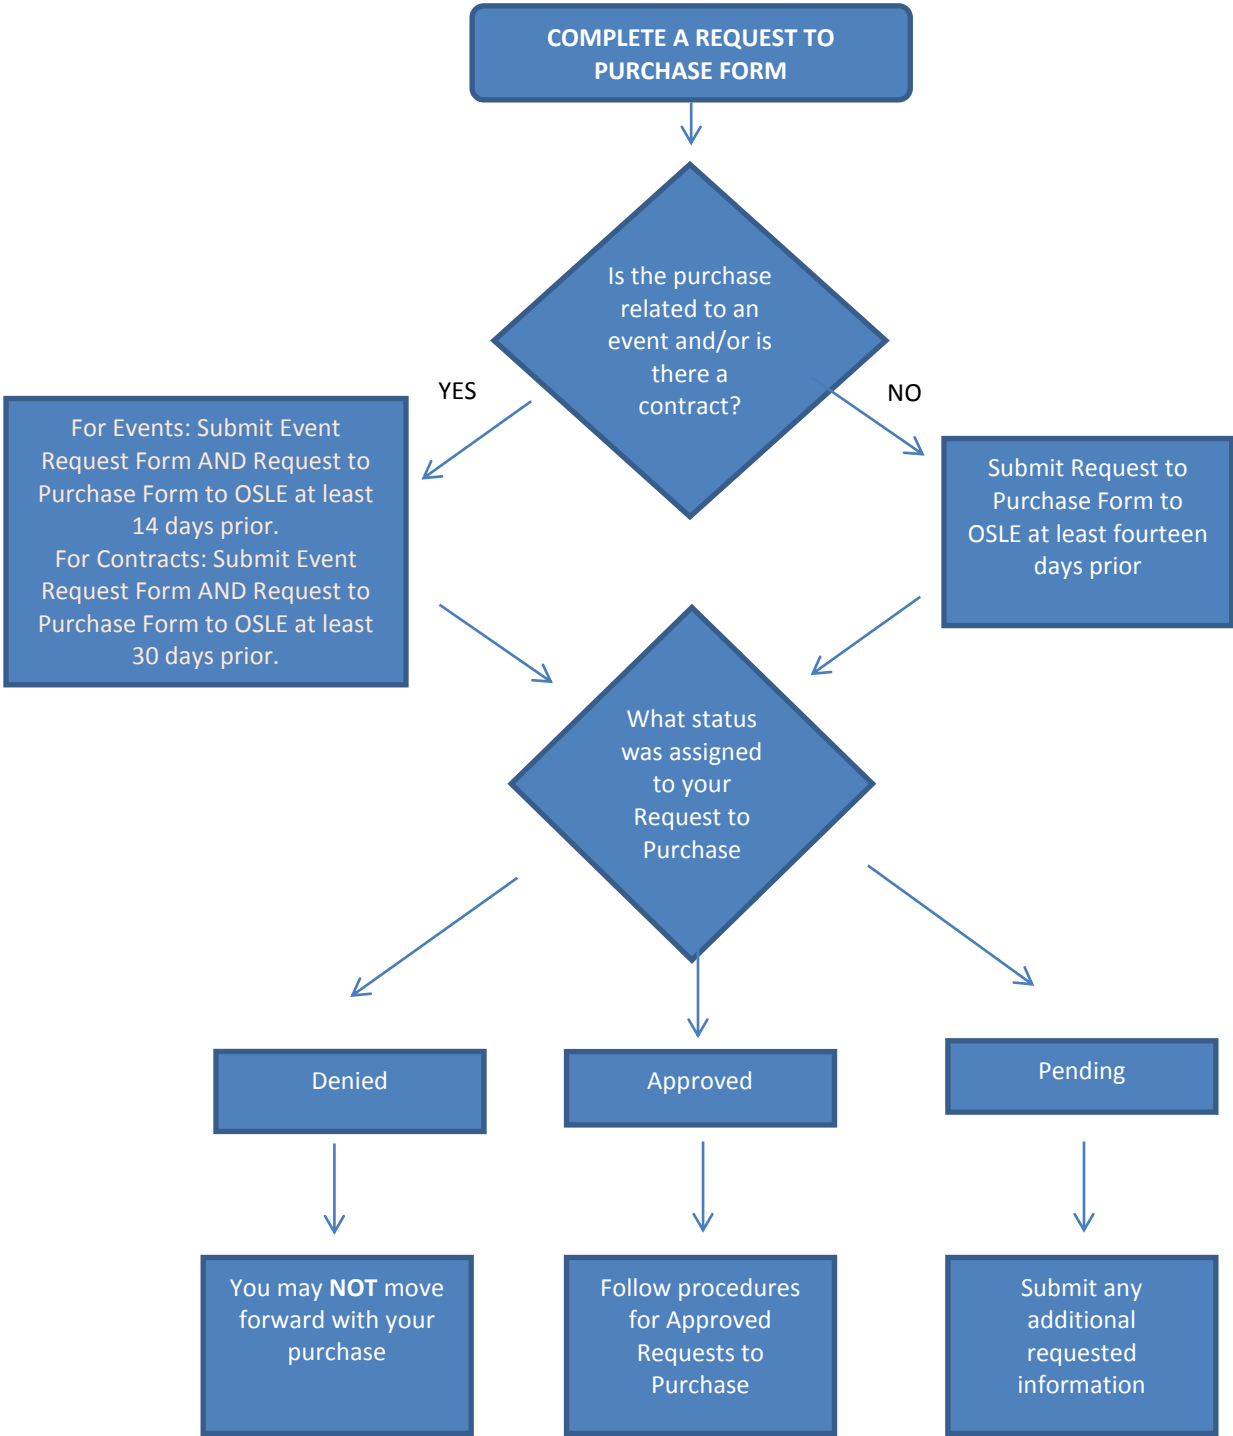 COMPLETE A REQUEST TO
PURCHASE FORM
Is the purchase
related to an
event and/or is
there a
contract?
YES
NO
For Events: Submit Event
Request Form AND Request to
Purchase Form to OSLE at least
14 days prior.
For Contracts: Submit Event
Request Form AND Request to
Purchase Form to OSLE at least
30 days prior.
Submit Request to
Purchase Form to
OSLE at least fourteen
days prior
What status
was assigned
to your
Request to
Purchase
Denied
Approved
Pending
You may NOT move
forward with your
purchase
Follow procedures
for Approved
Requests to
Purchase
Submit any
additional
requested
information